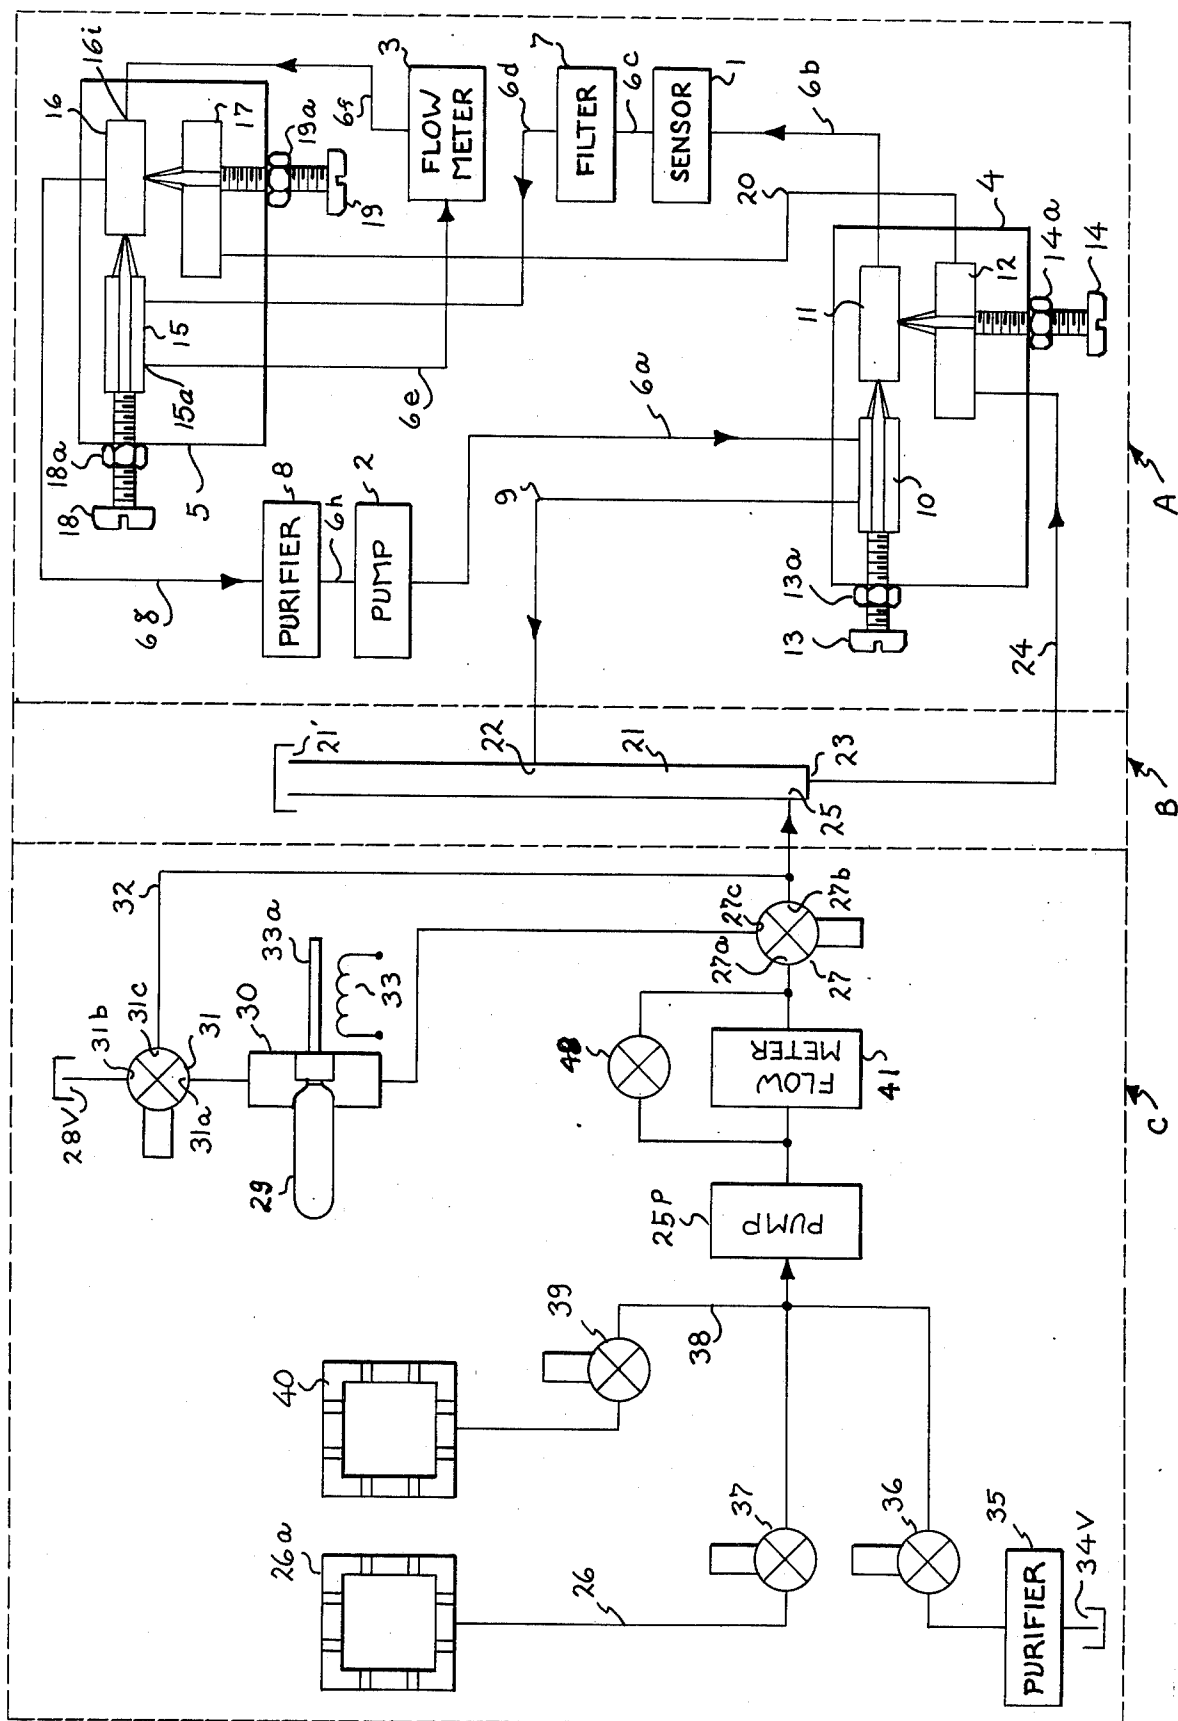 16i
16
17
19a
19
6f
3
FLOW
METER
6d
7
FILTER
6c
SENSOR
1
6b
15
15a
18a
18
5
6e
20
4
8
PURIFIER
6h
2
PUMP
6g
6a
9
11
12
14a
14
10
13a
13
24
A
21'
22
21
23
25
B
32
31b
31c
31
31a
28V
30
33a
33
29
27c
27a
27b
27
48
FLOW
METER
41
25P
PUMP
C
39
38
40
26a
26
37
36
35
PURIFIER
34V